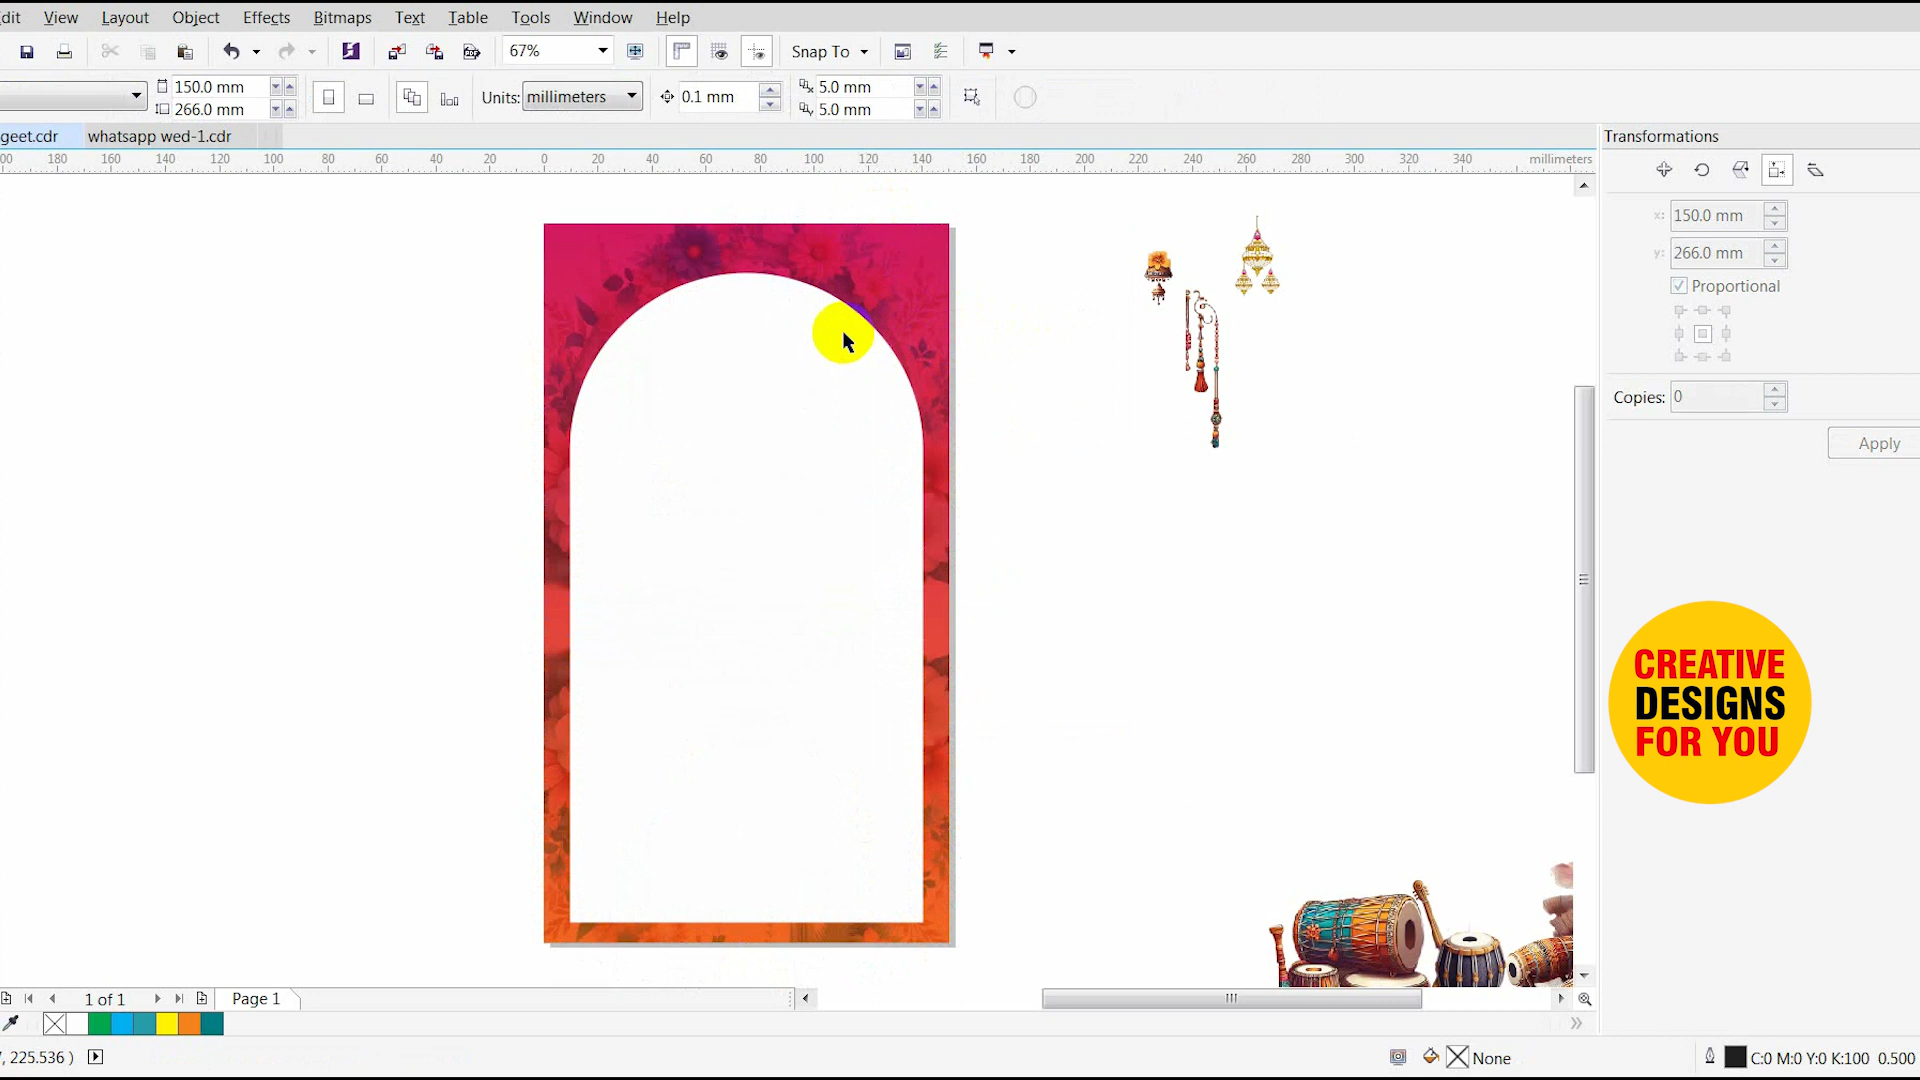 dit View Layout Object Effects Bitmaps Text Table Tools Window Help
67% Snap To
150.0 mm
266.0 mm
Units: millimeters
0.1 mm
5.0 mm
5.0 mm
geet.cdr whatsapp wed-1.cdr
Transformations
00 180 160 140 120 100 80 60 40 20 0 20 40 60 80 100 120 140 160 180 200 220 240 260 280 300 320 340 millimeters
x: 150.0 mm
y: 266.0 mm
Proportional
Copies: 0
Apply
CREATIVE
DESIGNS
FOR YOU
1 of 1 Page 1
, 225.536 )
None
C:0 M:0 Y:0 K:100 0.500